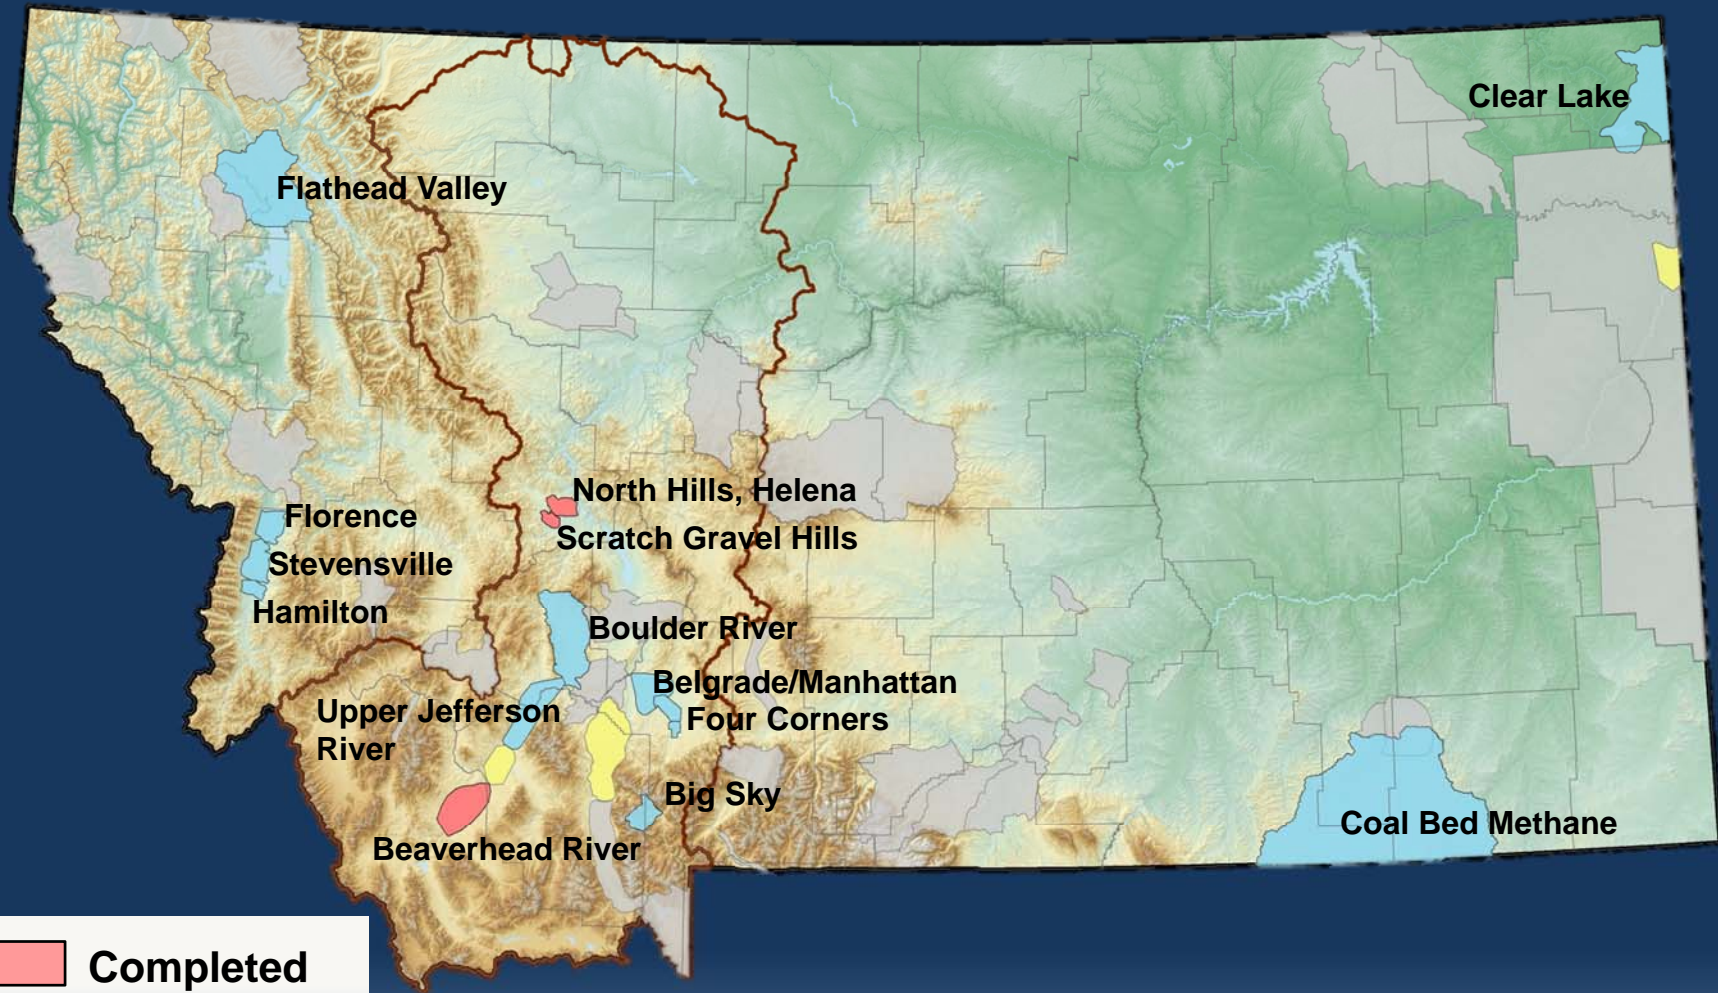 Clear Lake
Flathead Valley
North Hills, Helena
Scratch Gravel Hills
Florence
Stevensville
Hamilton
Boulder River
Belgrade/Manhattan
Four Corners
Upper Jefferson
River
Big Sky
Beaverhead River
Coal Bed Methane
Completed